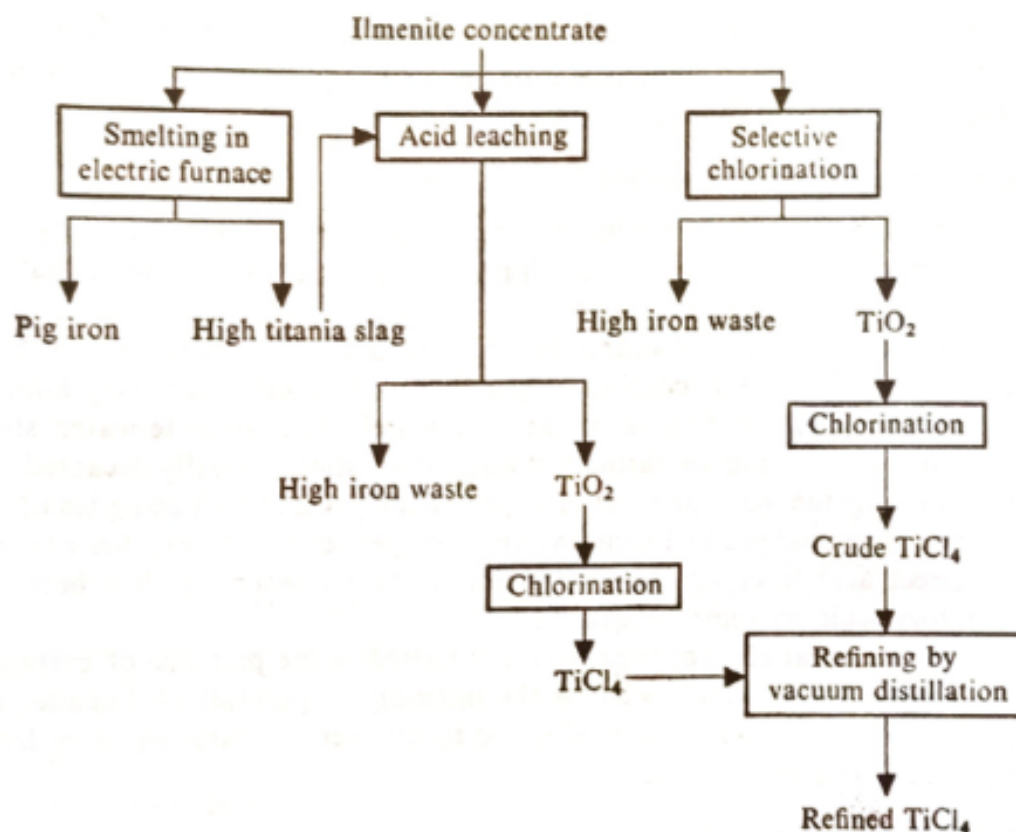 Ilmenite concentrate
Smelting in
electric furnace
Acid leaching
Selective
chlorination
Pig iron
High titania slag
High iron waste
TiO₂
Chlorination
High iron waste
TiO₂
Crude TiCl₄
Chlorination
Refining by
vacuum distillation
TiCl₄
Refined TiCl₄